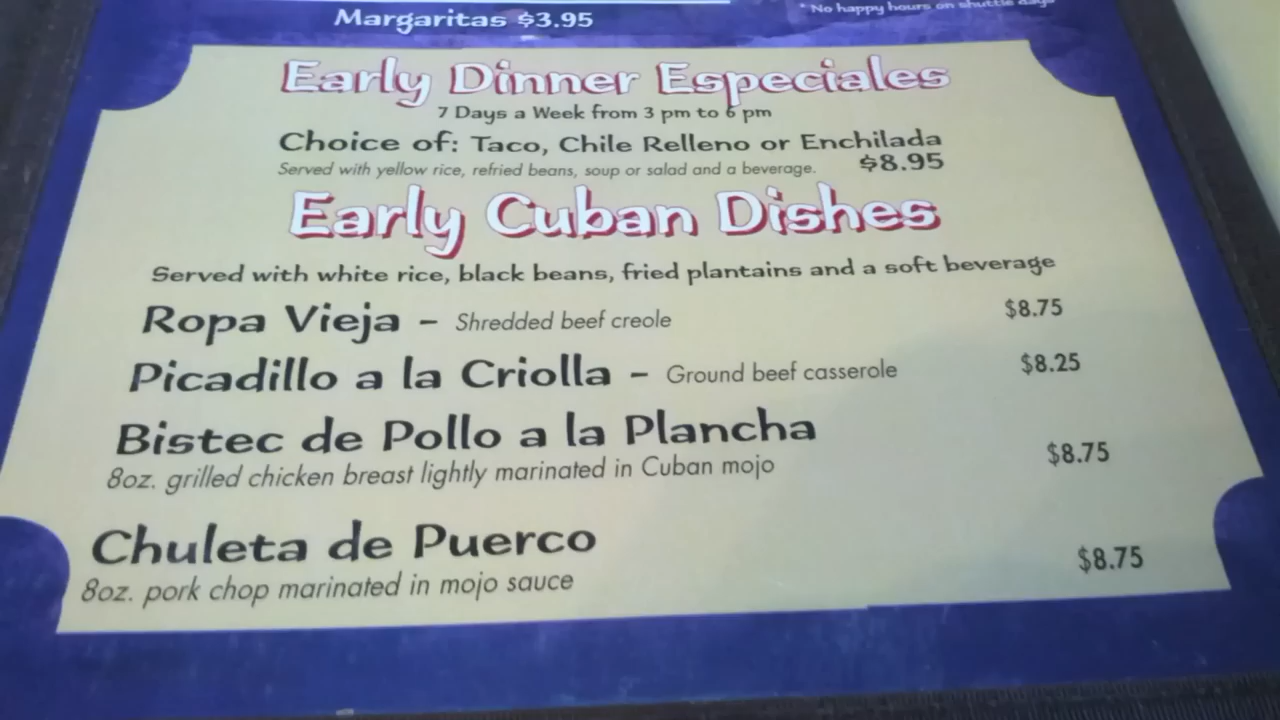 Margaritas $3.95
* No happy hours on shuttle days
Early Dinner Especiales
7 Days a Week from 3 pm to 6 pm
Choice of: Taco, Chile Relleno or Enchilada
Served with yellow rice, refried beans, soup or salad and a beverage. $8.95
Early Cuban Dishes
Served with white rice, black beans, fried plantains and a soft beverage
Ropa Vieja - Shredded beef creole $8.75
Picadillo a la Criolla - Ground beef casserole $8.25
Bistec de Pollo a la Plancha
8oz. grilled chicken breast lightly marinated in Cuban mojo $8.75
Chuleta de Puerco
8oz. pork chop marinated in mojo sauce $8.75